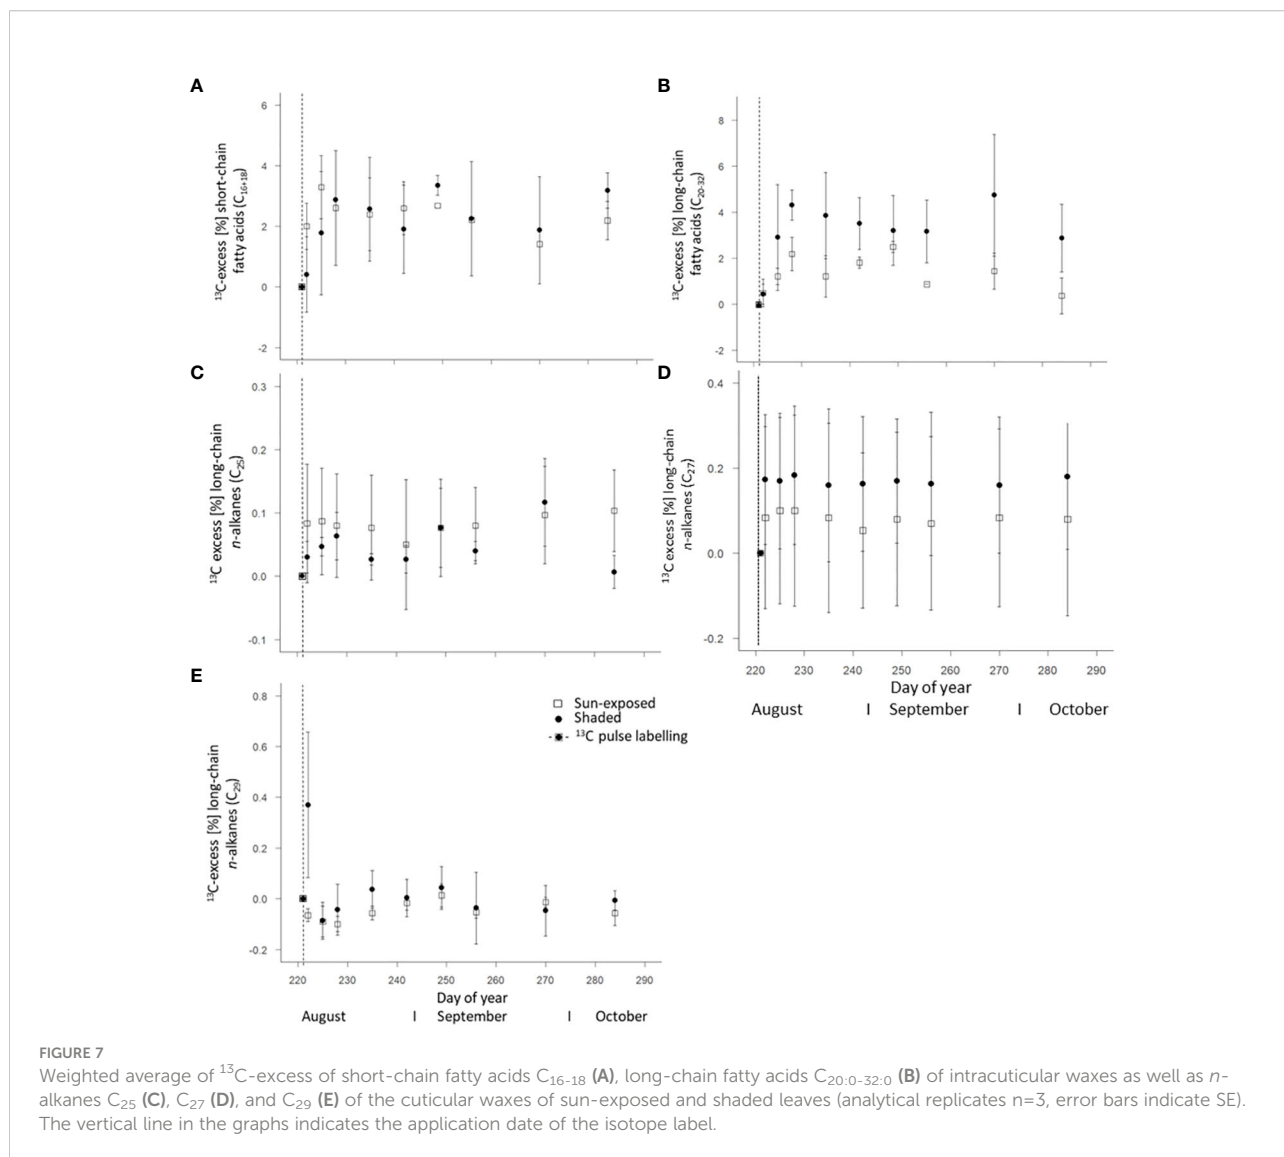 A
6
4
2
0
-2
¹³C-excess [%] short-chain
fatty acids (C₁₆₊₁₈)
B
8
6
4
2
0
-2
¹³C-excess [%] long-chain
fatty acids (C₂₀₋₃₂)
C
0.3
0.2
0.1
0.0
-0.1
¹³C excess [%] long-chain
n-alkanes (C₂₅)
D
0.4
0.2
0.0
-0.2
¹³C excess [%] long-chain
n-alkanes (C₂₇)
220 230 240 250 260 270 280 290
Day of year
August I September I October
E
0.8
0.6
0.4
0.2
0.0
-0.2
¹³C-excess [%] long-chain
n-alkanes (C₂₉)
Sun-exposed
Shaded
¹³C pulse labelling
220 230 240 250 260 270 280 290
Day of year
August I September I October
FIGURE 7
Weighted average of ¹³C-excess of short-chain fatty acids C₁₆₋₁₈ (A), long-chain fatty acids C₂₀:₀₋₃₂:₀ (B) of intracuticular waxes as well as n-
alkanes C₂₅ (C), C₂₇ (D), and C₂₉ (E) of the cuticular waxes of sun-exposed and shaded leaves (analytical replicates n=3, error bars indicate SE).
The vertical line in the graphs indicates the application date of the isotope label.